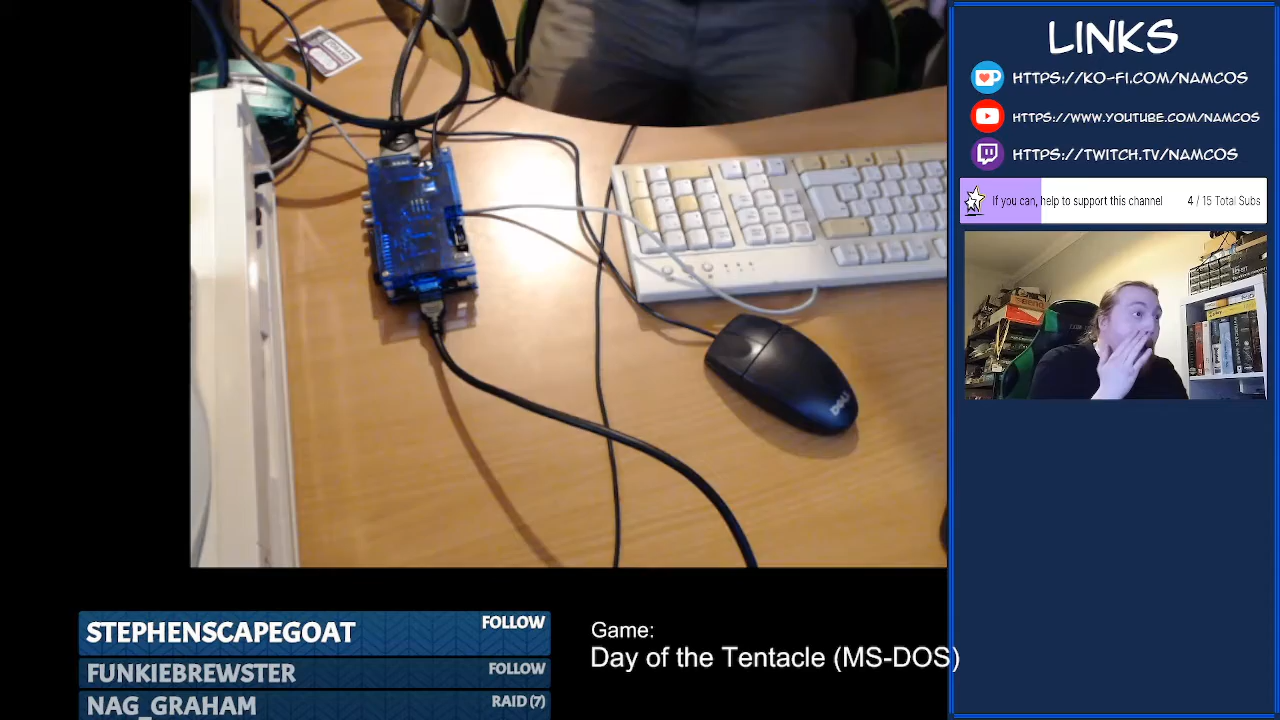 LINKS
HTTPS://KO-FI.COM/NAMCOS
HTTPS://WWW.YOUTUBE.COM/NAMCOS
HTTPS://TWITCH.TV/NAMCOS
If you can, help to support this channel 4 / 15 Total Subs
DELL
STEPHENSCAPEGOAT FOLLOW
FUNKIEBREWSTER FOLLOW
NAG_GRAHAM RAID (7)
Game:
Day of the Tentacle (MS-DOS)